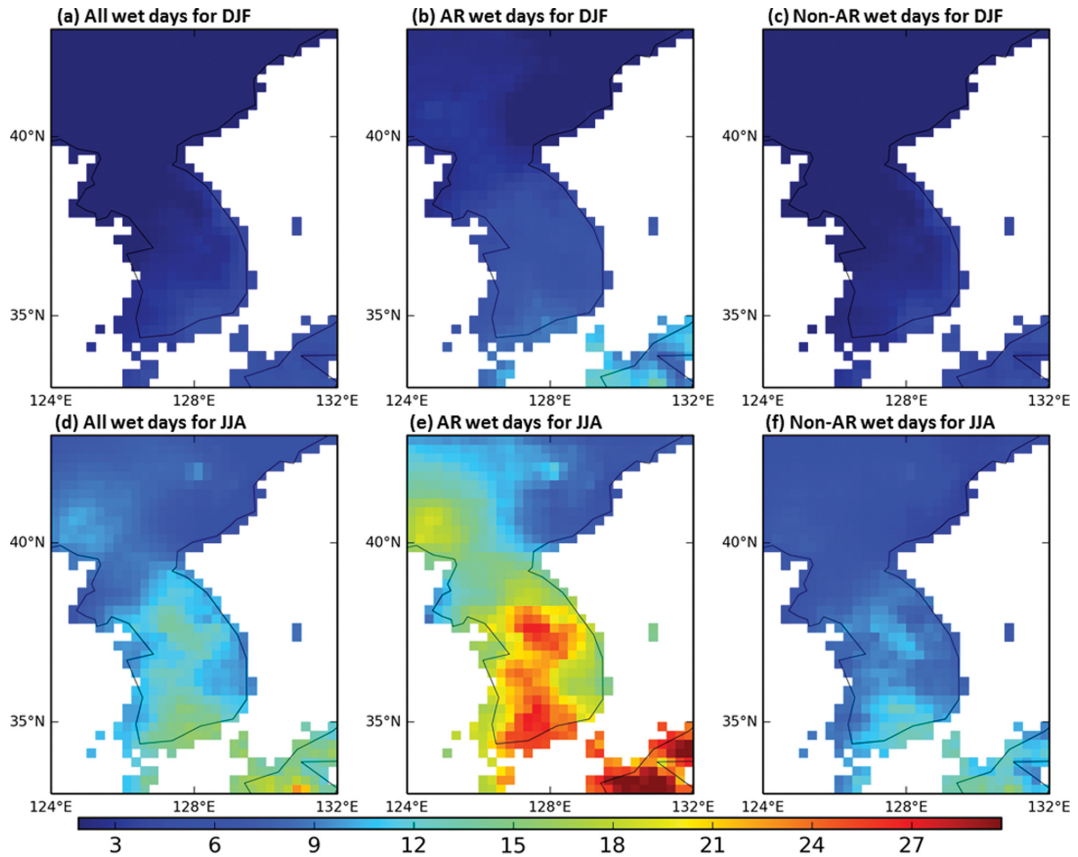 (a) All wet days for DJF (b) AR wet days for DJF (c) Non-AR wet days for DJF
40°N 40°N 40°N
35°N 35°N 35°N
124°E 128°E 132°E 124°E 128°E 132°E 124°E 128°E 132°E
(d) All wet days for JJA (e) AR wet days for JJA (f) Non-AR wet days for JJA
40°N 40°N 40°N
35°N 35°N 35°N
124°E 128°E 132°E 124°E 128°E 132°E 124°E 128°E 132°E
3 6 9 12 15 18 21 24 27